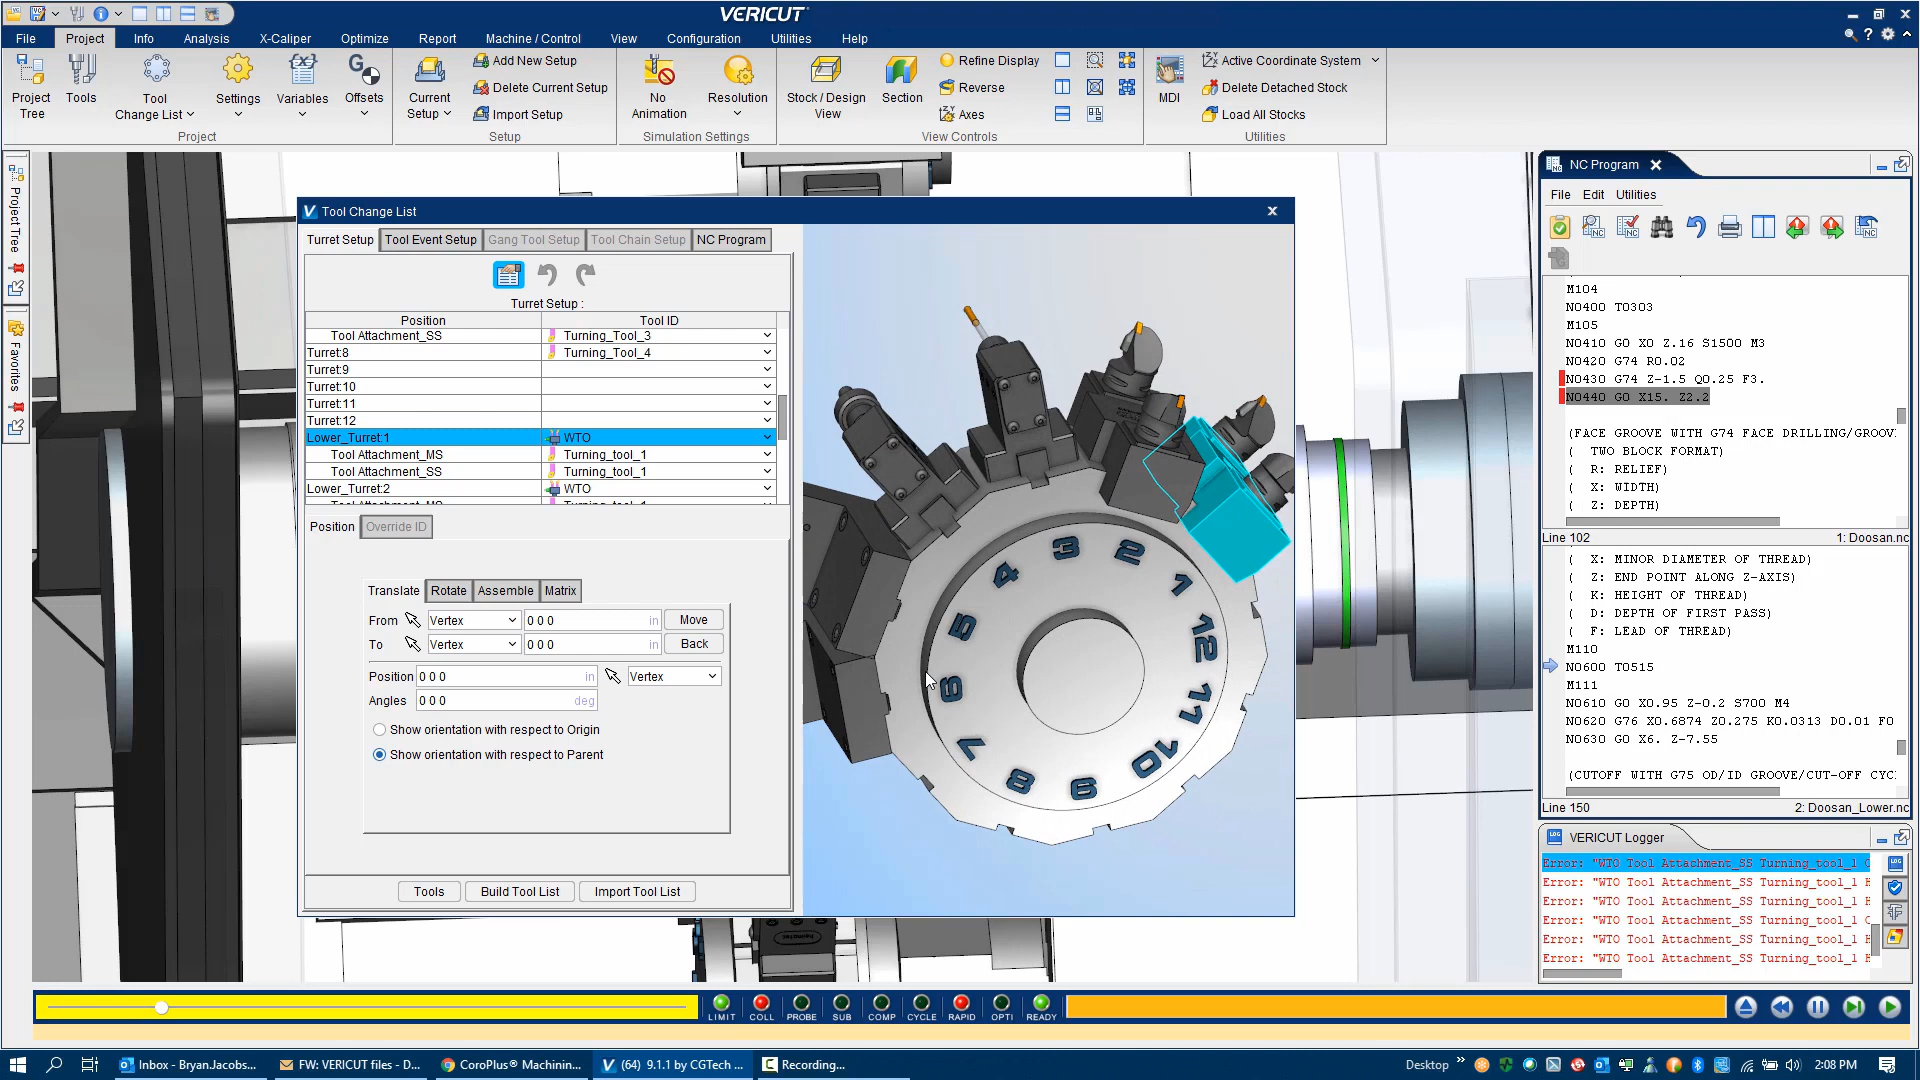 VERICUT
File
Project
Info
Analysis
X-Caliper
Optimize
Report
Machine / Control
View
Configuration
Utilities
Help
Project Tree
Tools
Tool Change List
Settings
Variables
Offsets
Project
Current Setup
Add New Setup
Delete Current Setup
Import Setup
Setup
No Animation
Resolution
Simulation Settings
Stock / Design View
Section
Refine Display
Reverse
Axes
View Controls
MDI
Active Coordinate System
Delete Detached Stock
Load All Stocks
Utilities
Project Tree
Favorites
Tool Change List
Turret Setup
Tool Event Setup
Gang Tool Setup
Tool Chain Setup
NC Program
Turret Setup :
Position Tool ID
Tool Attachment_SS Turning_Tool_3
Turret:8 Turning_Tool_4
Turret:9
Turret:10
Turret:11
Turret:12
Lower_Turret:1 WTO
Tool Attachment_MS Turning_tool_1
Tool Attachment_SS Turning_tool_1
Lower_Turret:2 WTO
Position
Override ID
Translate
Rotate
Assemble
Matrix
From Vertex 0 0 0 in Move
To Vertex 0 0 0 in Back
Position 0 0 0 in Vertex
Angles 0 0 0 deg
Show orientation with respect to Origin
Show orientation with respect to Parent
Tools
Build Tool List
Import Tool List
1
2
3
4
5
6
7
8
9
10
11
12
NC Program
File Edit Utilities
M104
N0400 T0303
M105
N0410 G0 X0 Z.16 S1500 M3
N0420 G74 R0.02
N0430 G74 Z-1.5 Q0.25 F3.
N0440 G0 X15. Z2.2
(FACE GROOVE WITH G74 FACE DRILLING/GROOV
( TWO BLOCK FORMAT)
( R: RELIEF)
( X: WIDTH)
( Z: DEPTH)
Line 102 1: Doosan.nc
( X: MINOR DIAMETER OF THREAD)
( Z: END POINT ALONG Z-AXIS)
( K: HEIGHT OF THREAD)
( D: DEPTH OF FIRST PASS)
( F: LEAD OF THREAD)
M110
N0600 T0515
M111
N0610 G0 X0.95 Z-0.2 S700 M4
N0620 G76 X0.6874 Z0.275 K0.0313 D0.01 F0
N0630 G0 X6. Z-7.55
(CUTOFF WITH G75 OD/ID GROOVE/CUT-OFF CYC
Line 150 2: Doosan_Lower.nc
VERICUT Logger
Error: "WTO Tool Attachment_SS Turning_tool_1 C
Error: "WTO Tool Attachment_SS Turning_tool_1 H
Error: "WTO Tool Attachment_SS Turning_tool_1 H
Error: "WTO Tool Attachment_SS Turning_tool_1 C
Error: "WTO Tool Attachment_SS Turning_tool_1 H
Error: "WTO Tool Attachment_SS Turning_tool_1 H
LIMIT COLL PROBE SUB COMP CYCLE RAPID OPTI READY
Inbox - Bryan.Jacobs...
FW: VERICUT files - D...
CoroPlus® Machinin...
(64) 9.1.1 by CGTech ...
Recording...
Desktop
2:08 PM